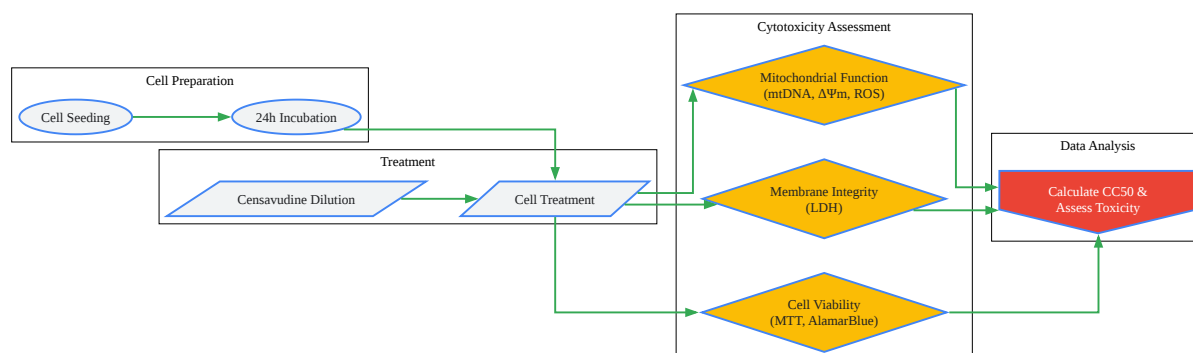 Cell Preparation
Cell Seeding
24h Incubation
Treatment
Censavudine Dilution
Cell Treatment
Cytotoxicity Assessment
Mitochondrial Function
(mtDNA, ΔΨm, ROS)
Membrane Integrity
(LDH)
Cell Viability
(MTT, AlamarBlue)
Data Analysis
Calculate CC50 &
Assess Toxicity